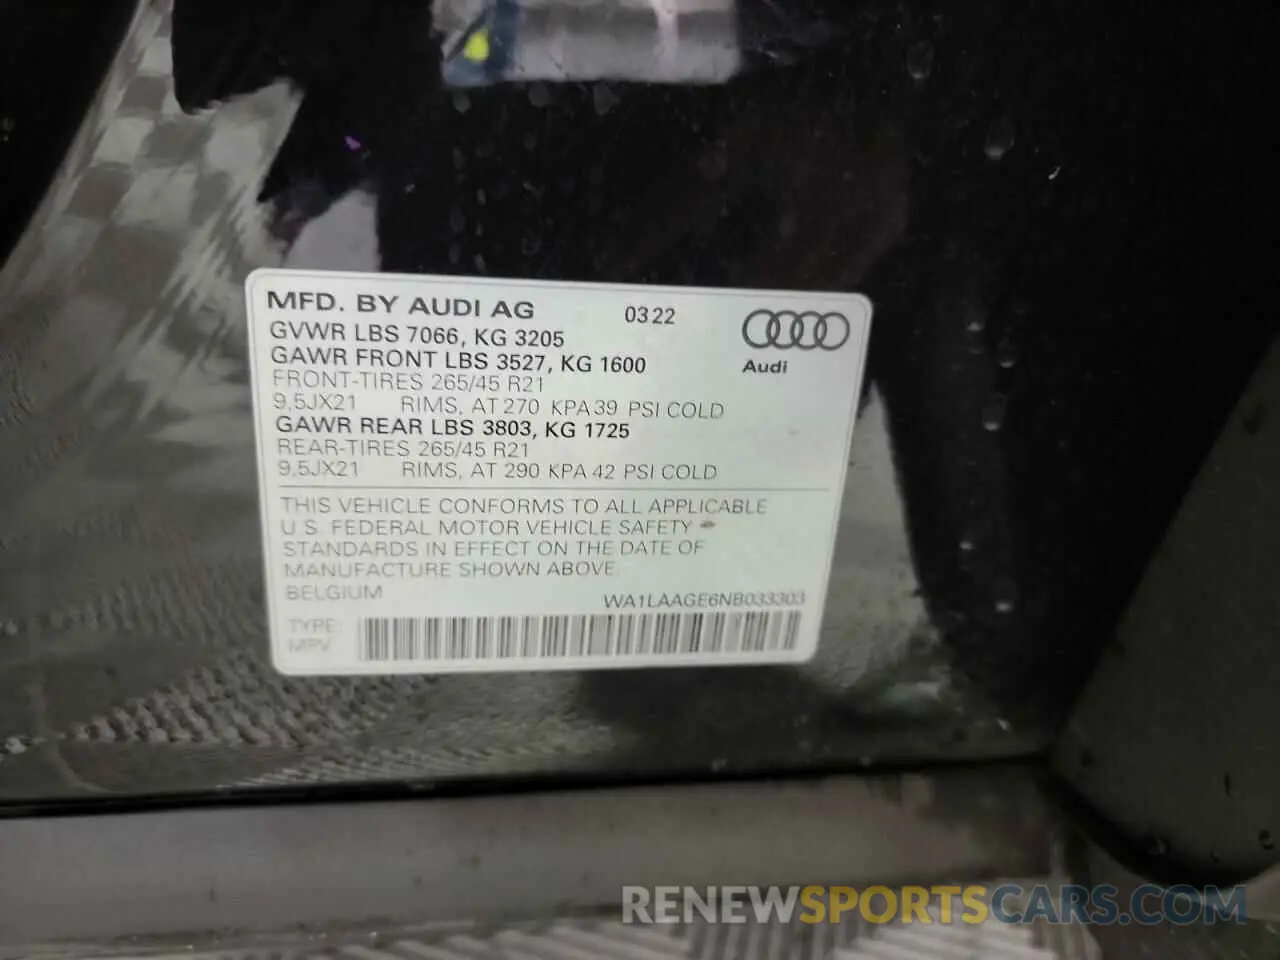 MFD. BY AUDI AG 0322
GVWR LBS 7066, KG 3205
GAWR FRONT LBS 3527, KG 1600
Audi
FRONT-TIRES 265/45 R21
9,5JX21 RIMS, AT 270 KPA 39 PSI COLD
GAWR REAR LBS 3803, KG 1725
REAR-TIRES 265/45 R21
9,5JX21 RIMS, AT 290 KPA 42 PSI COLD
THIS VEHICLE CONFORMS TO ALL APPLICABLE
U.S. FEDERAL MOTOR VEHICLE SAFETY
STANDARDS IN EFFECT ON THE DATE OF
MANUFACTURE SHOWN ABOVE.
BELGIUM WA1LAAGE6NB033303
TYPE:
MPV
RENEWSPORTSCARS.COM